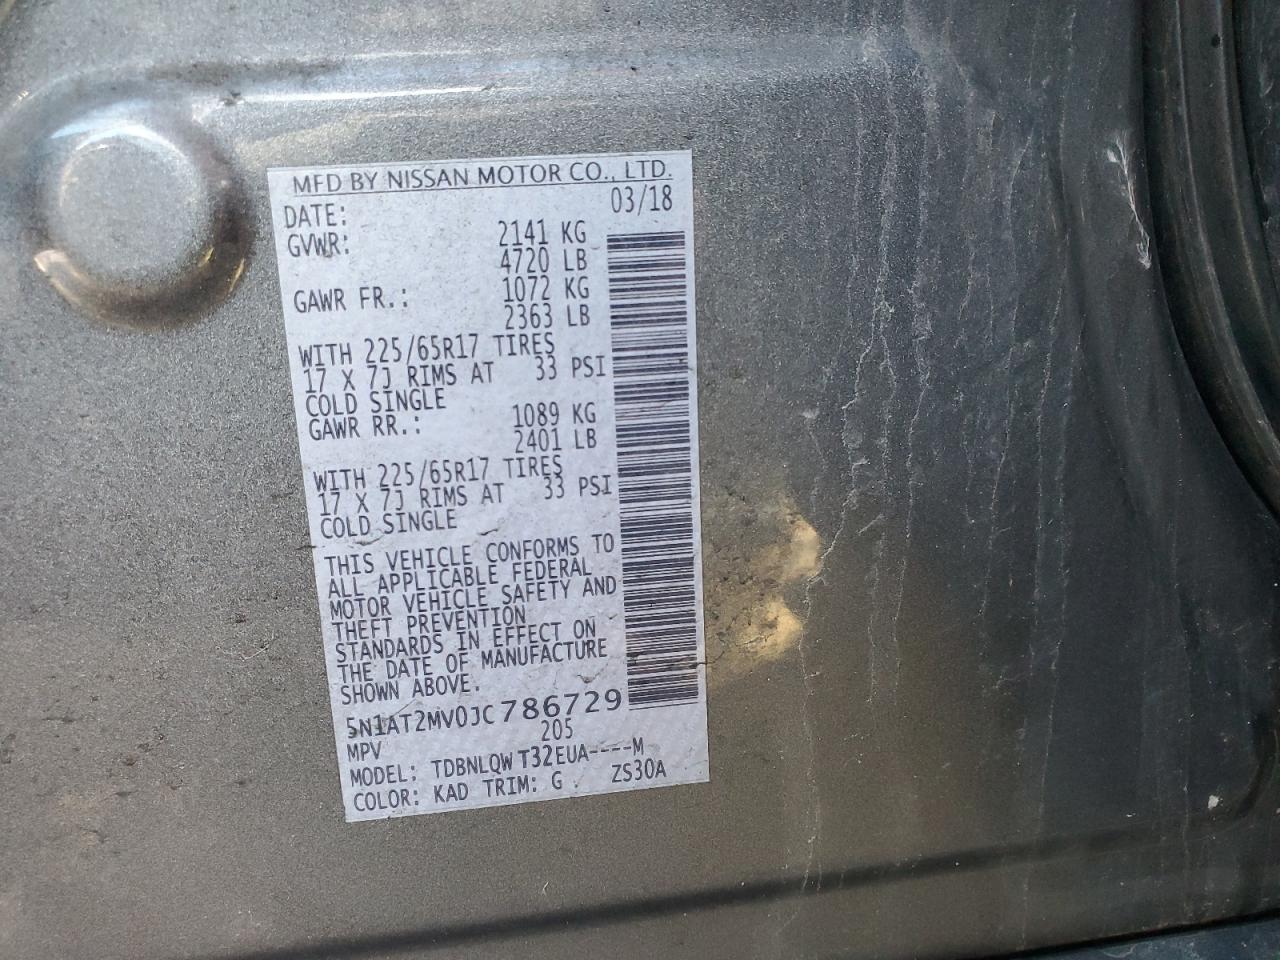 MFD BY NISSAN MOTOR CO., LTD.
DATE: 03/18
GVWR: 2141 KG
4720 LB
GAWR FR.: 1072 KG
2363 LB
WITH 225/65R17 TIRES
17 X 7J RIMS AT 33 PSI
COLD SINGLE
GAWR RR.: 1089 KG
2401 LB
WITH 225/65R17 TIRES
17 X 7J RIMS AT 33 PSI
COLD SINGLE
THIS VEHICLE CONFORMS TO
ALL APPLICABLE FEDERAL
MOTOR VEHICLE SAFETY AND
THEFT PREVENTION
STANDARDS IN EFFECT ON
THE DATE OF MANUFACTURE
SHOWN ABOVE.
5N1AT2MV0JC786729
MPV 205
MODEL: TDBNLQW T32EUA----M
COLOR: KAD TRIM: G ZS30A